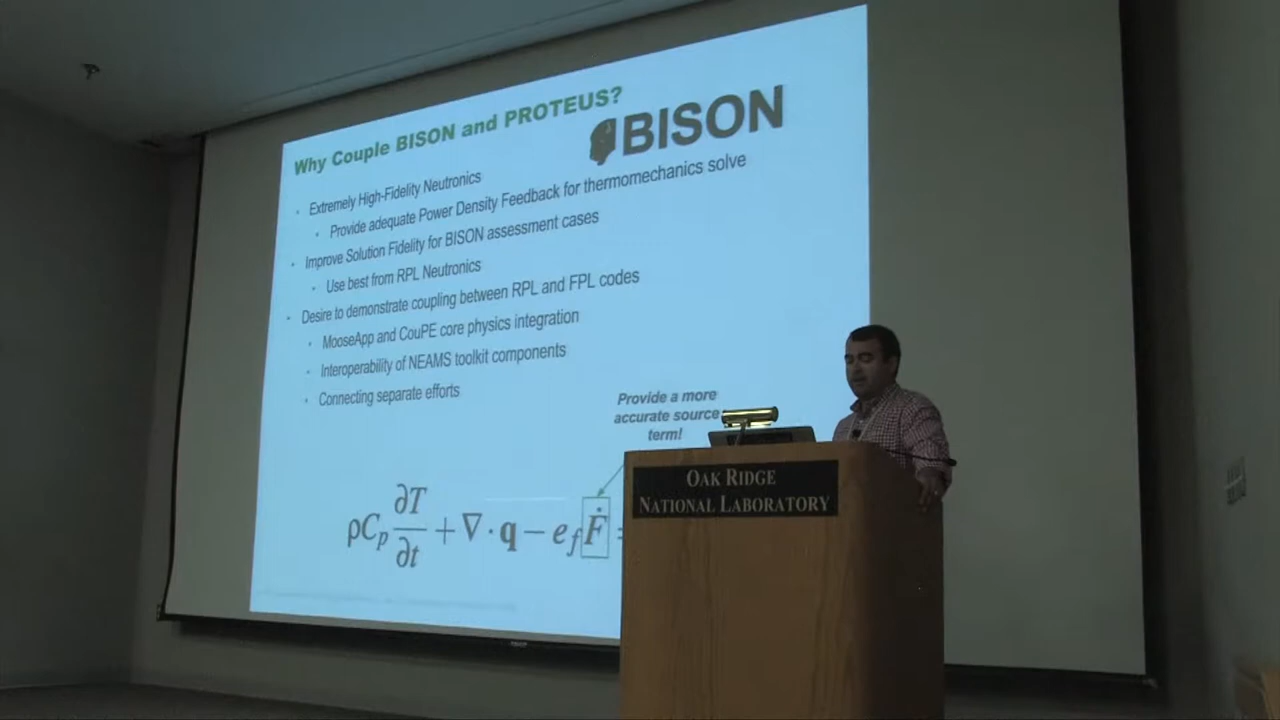 Why Couple BISON and PROTEUS?
BISON
Extremely High-Fidelity Neutronics
Provide adequate Power Density Feedback for thermomechanics solve
Improve Solution Fidelity for BISON assessment cases
Use best from RPL Neutronics
Desire to demonstrate coupling between RPL and FPL codes
MooseApp and CouPE core physics integration
Interoperability of NEAMS toolkit components
Connecting separate efforts
Provide a more
accurate source
term!
ρC_p ∂T/∂t + ∇ · q − e_f Ḟ
OAK RIDGE
NATIONAL LABORATORY